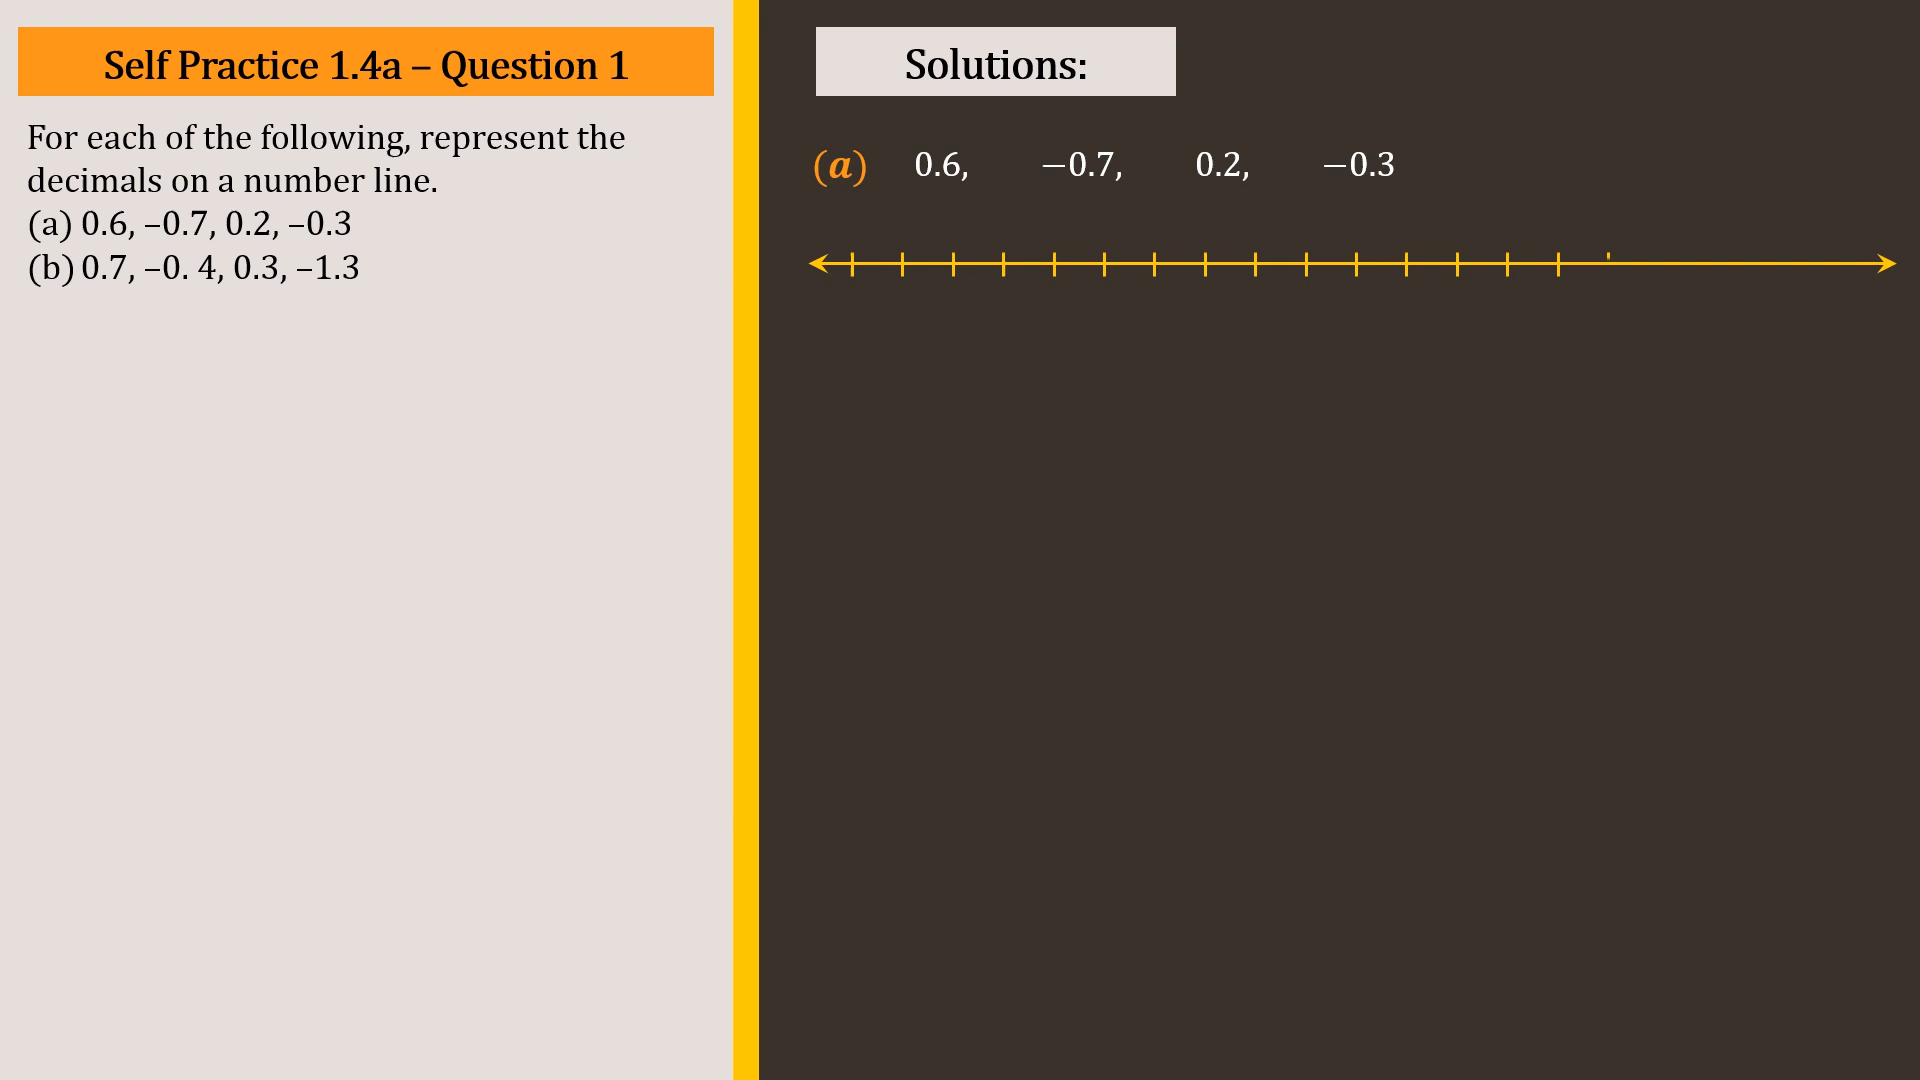 Self Practice 1.4a – Question 1
For each of the following, represent the
decimals on a number line.
(a) 0.6, –0.7, 0.2, –0.3
(b) 0.7, –0. 4, 0.3, –1.3
Solutions:
(a) 0.6, −0.7, 0.2, −0.3